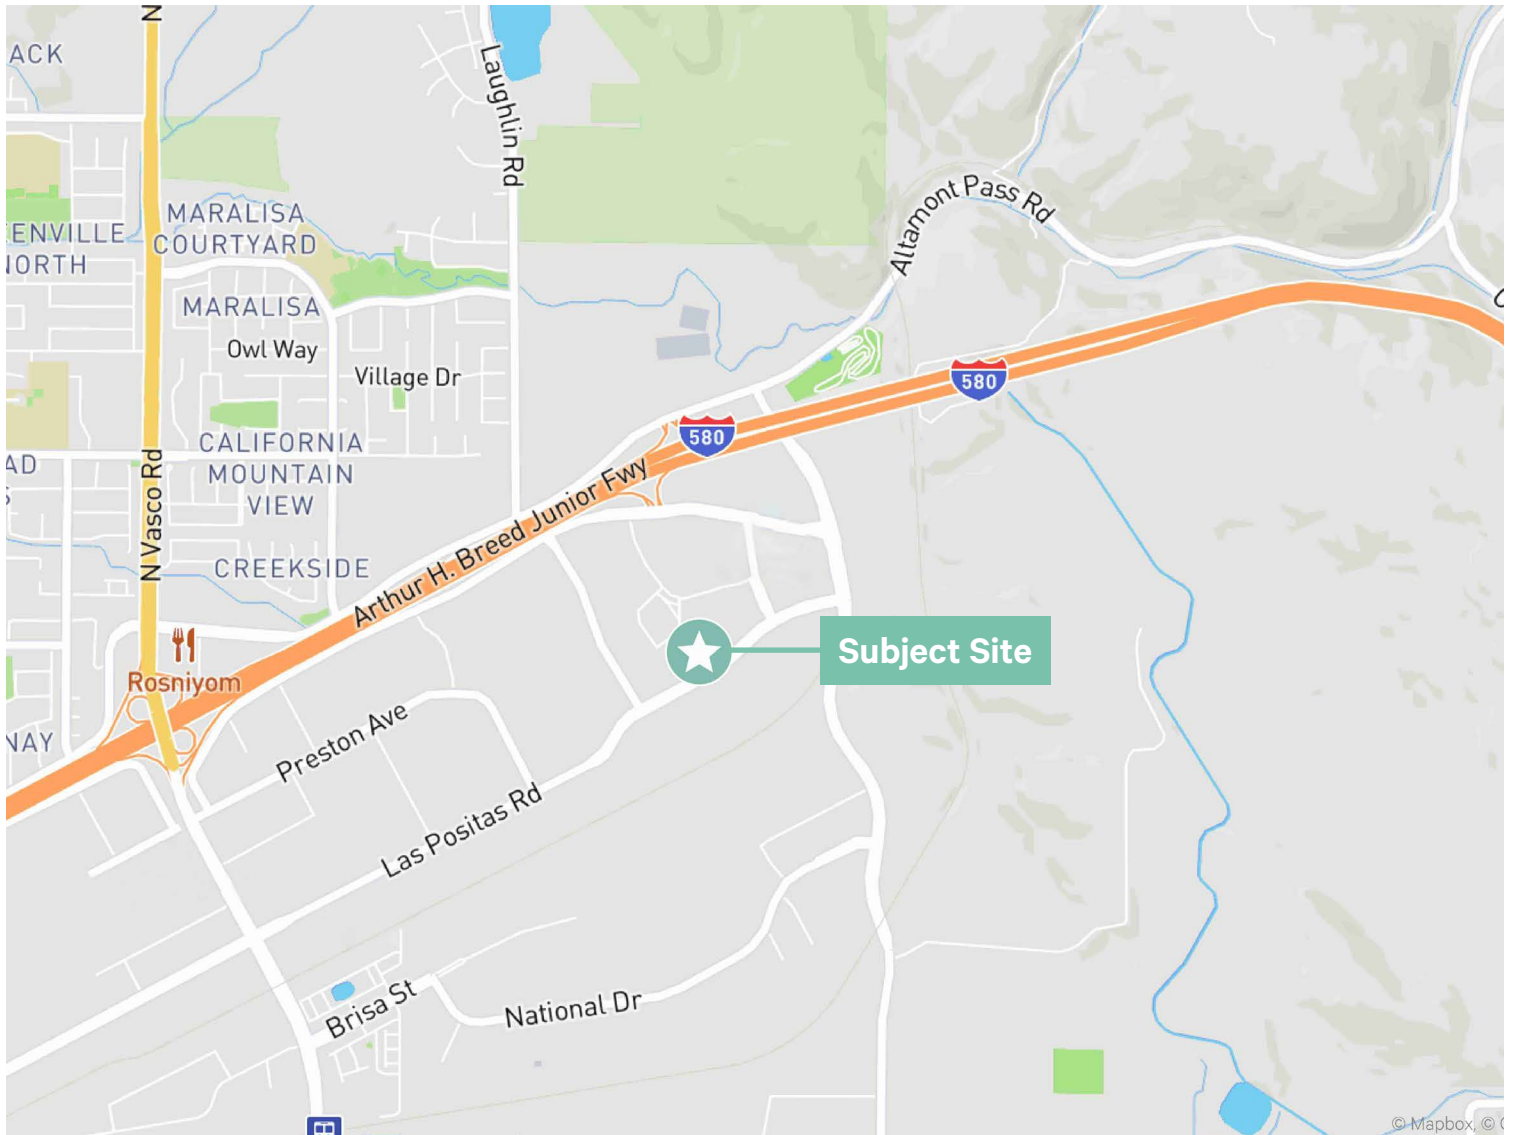 N
ACK
Laughlin Rd
Altamont Pass Rd
MARALISA
COURTYARD
ENVILLE
NORTH
MARALISA
Owl Way
Village Dr
580
580
CALIFORNIA
MOUNTAIN
VIEW
AD
N Vasco Rd
Arthur H. Breed Junior Fwy
CREEKSIDE
Rosniyom
Subject Site
NAY
Preston Ave
Las Positas Rd
Brisa St
National Dr
© Mapbox, ©